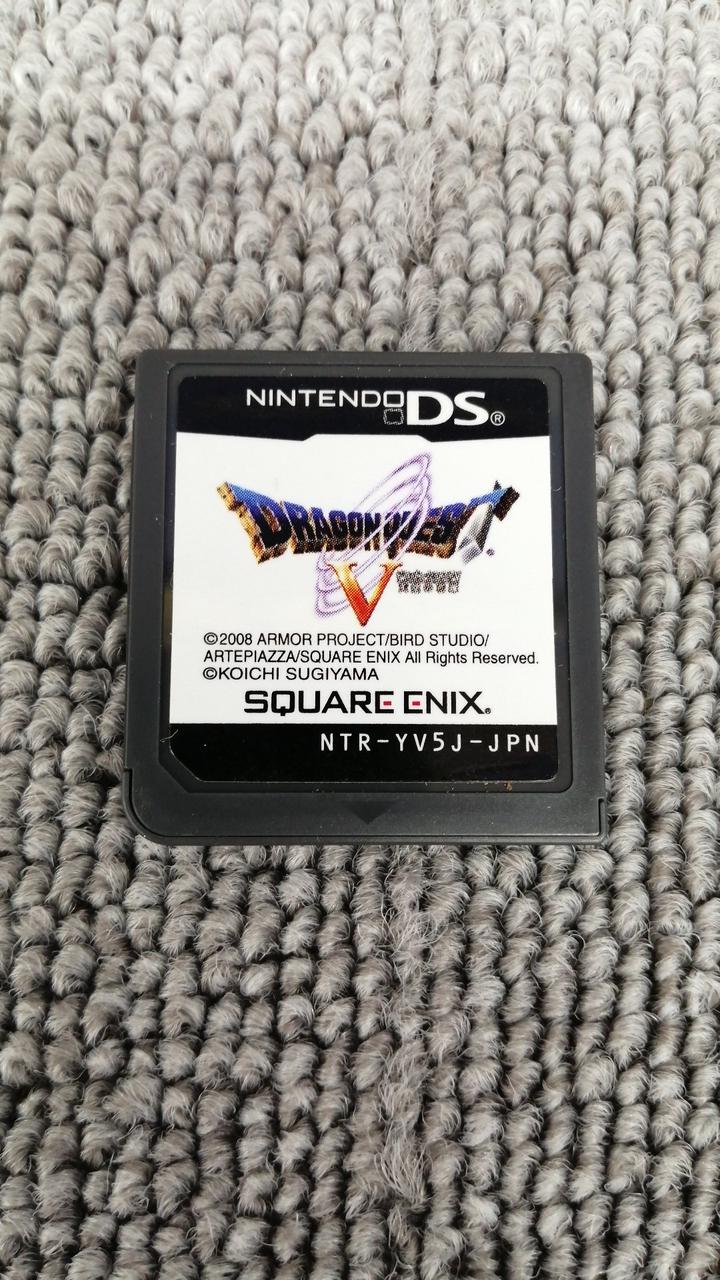 NINTENDO DS®
DRAGON QUEST®
V
©2008 ARMOR PROJECT/BIRD STUDIO/
ARTEPIAZZA/SQUARE ENIX All Rights Reserved.
©KOICHI SUGIYAMA
SQUARE ENIX®
NTR-YV5J-JPN